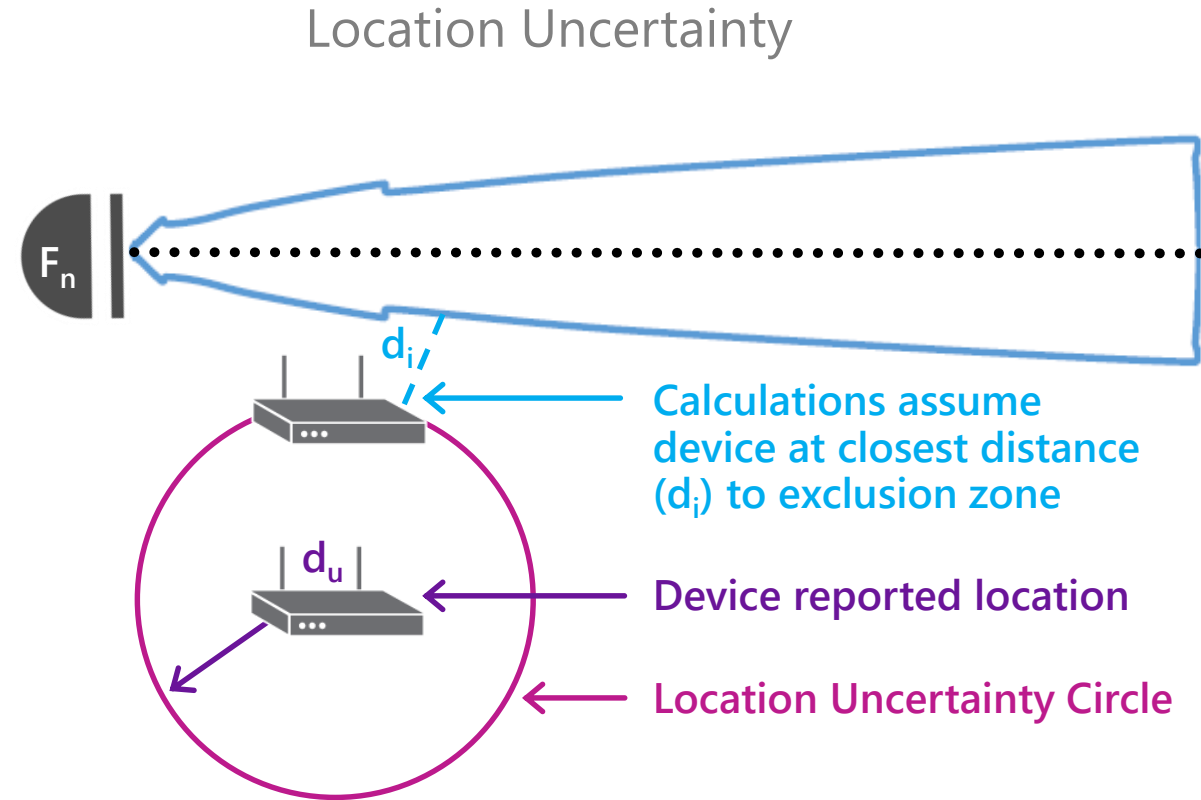 Location Uncertainty
Fn
di
Calculations assume
device at closest distance
(di) to exclusion zone
du
Device reported location
Location Uncertainty Circle